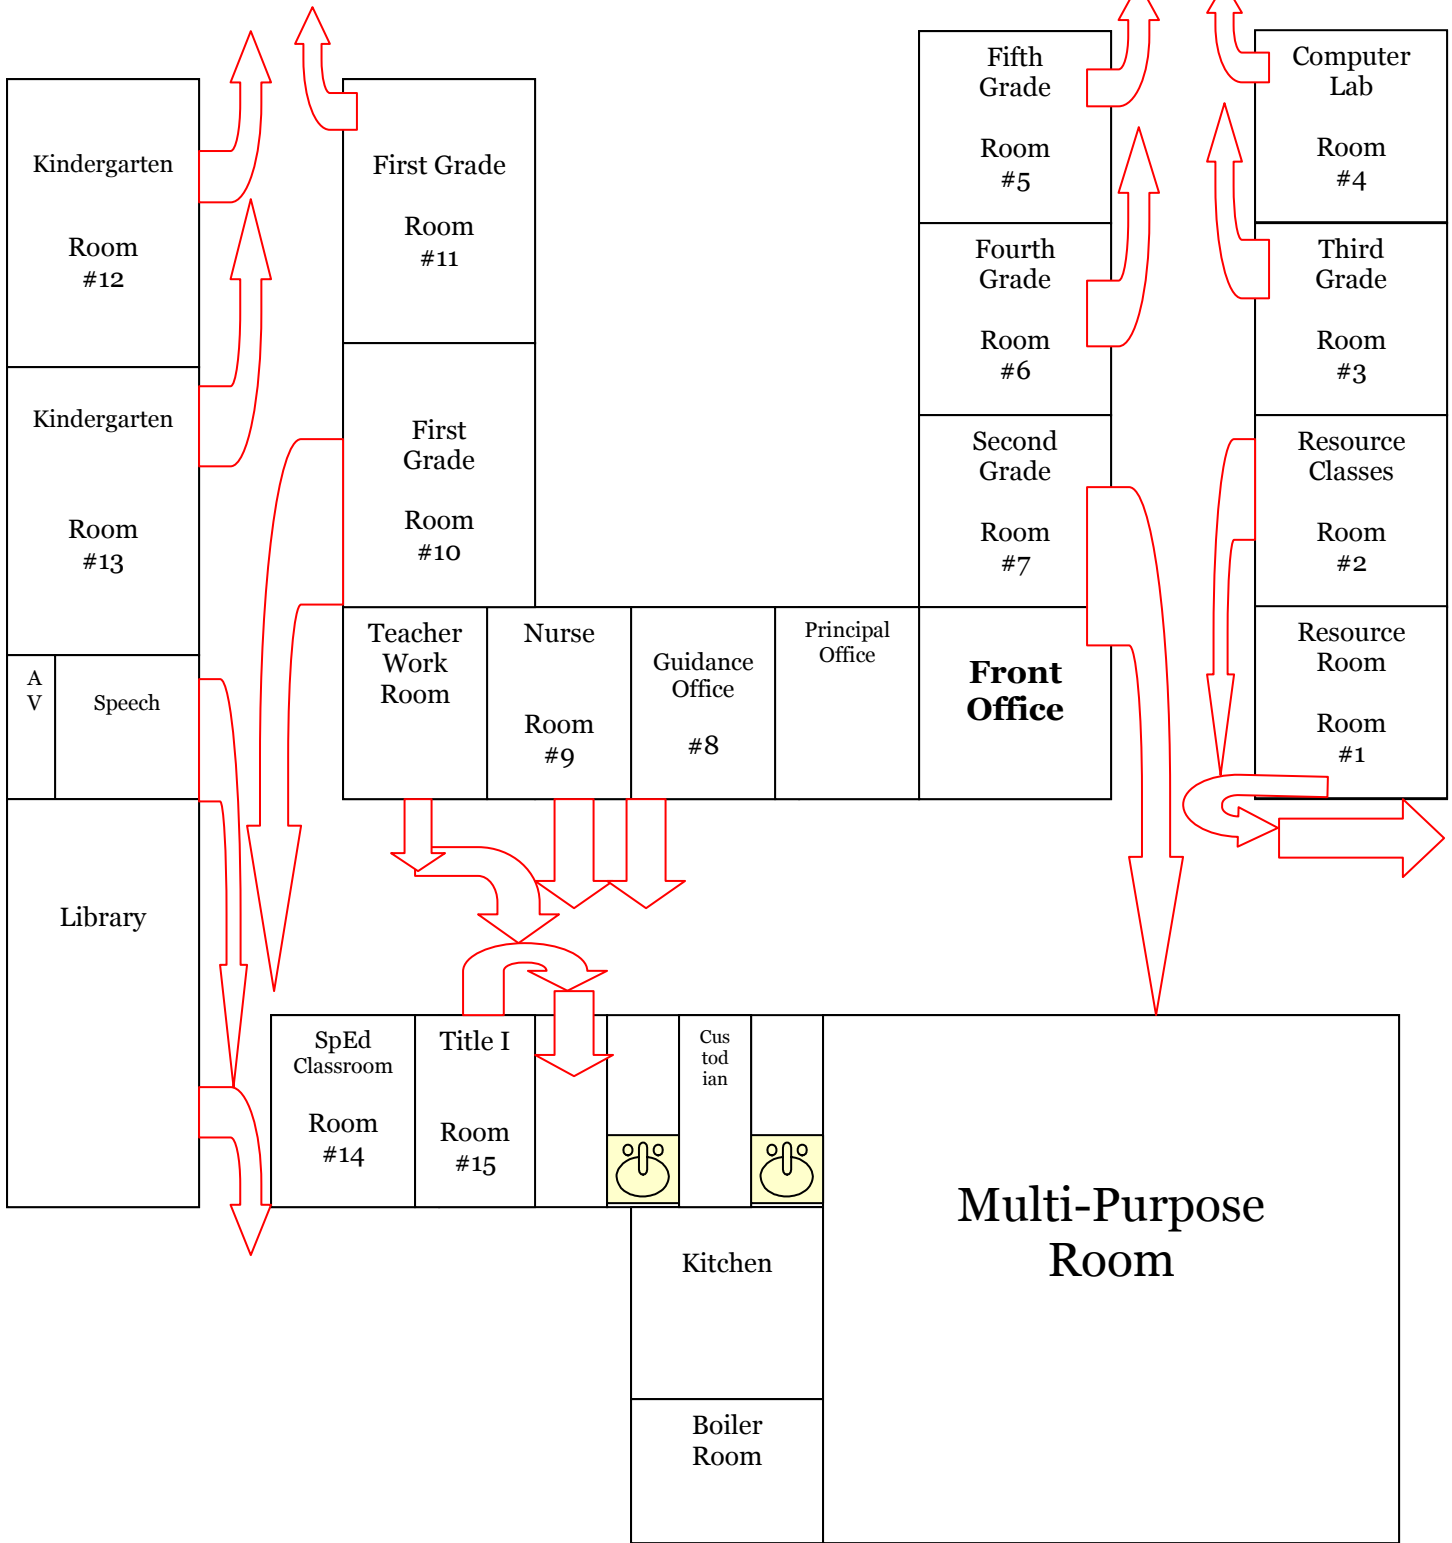 Kindergarten
Room
#12
First Grade
Room
#11
Fifth
Grade
Room
#5
Computer
Lab
Room
#4
Fourth
Grade
Room
#6
Third
Grade
Room
#3
Kindergarten
Room
#13
First
Grade
Room
#10
Second
Grade
Room
#7
Resource
Classes
Room
#2
A
V
Speech
Teacher
Work
Room
Nurse
Room
#9
Guidance
Office
#8
Principal
Office
Front
Office
Resource
Room
Room
#1
Library
SpEd
Classroom
Room
#14
Title I
Room
#15
Cus
tod
ian
Multi-Purpose
Room
Kitchen
Boiler
Room